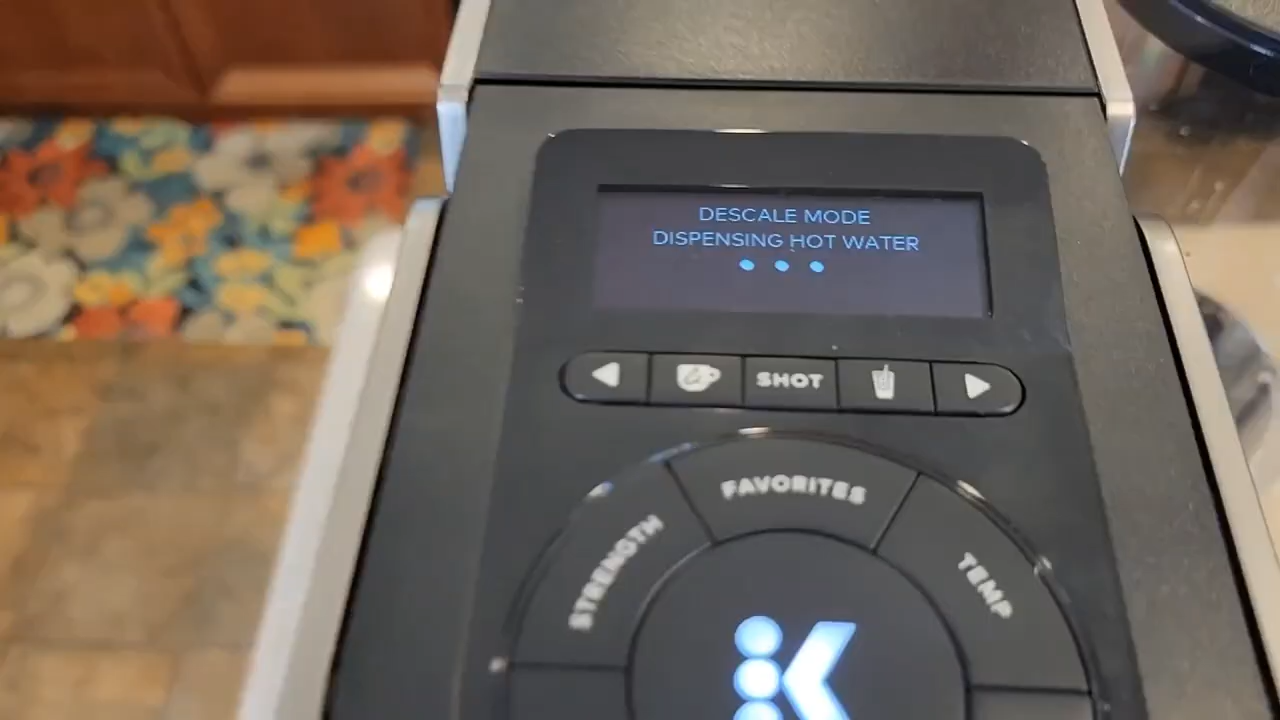 DESCALE MODE
DISPENSING HOT WATER
SHOT
FAVORITES
STRENGTH
TEMP
K